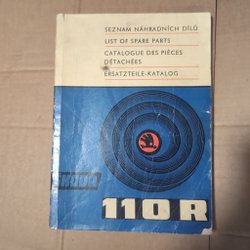 SEZNAM NÁHRADNÍCH DÍLŮ
LIST OF SPARE PARTS
CATALOGUE DES PIÈCES
DÉTACHÉES
ERSATZTEILE-KATALOG
110 R